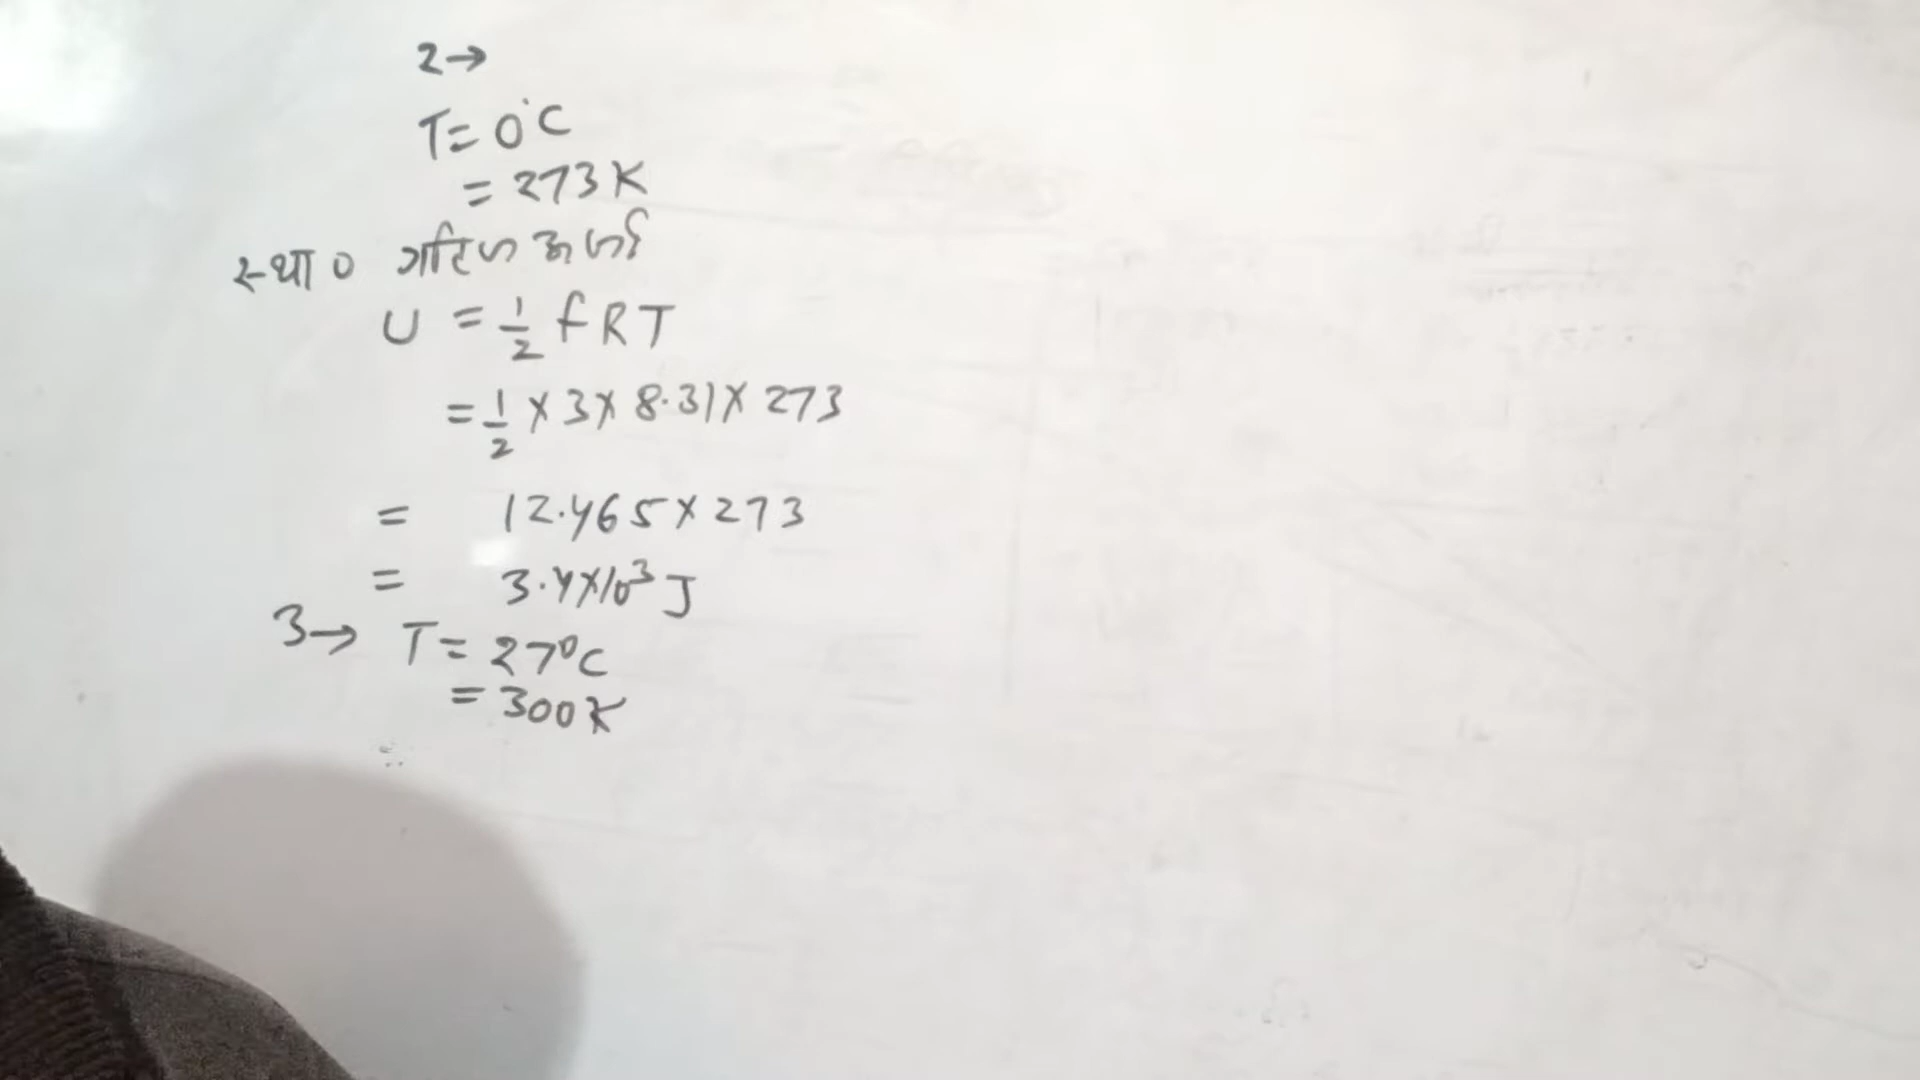 2→
T= 0°C
= 273K
स्था० गतिज ऊर्जा
U = 1/2 fRT
= 1/2 × 3 × 8.31 × 273
= 12.465 × 273
= 3.4×10³ J
3→ T= 27°C
= 300K